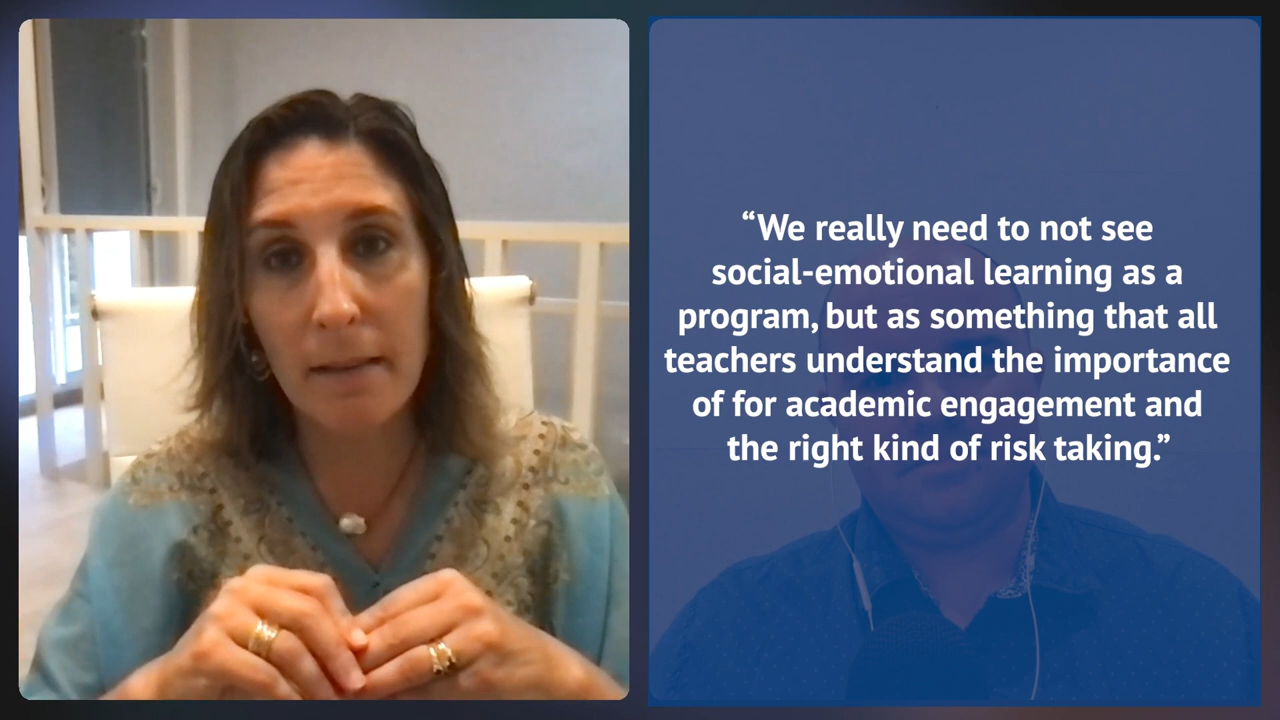 “We really need to not see
social-emotional learning as a
program, but as something that all
teachers understand the importance
of for academic engagement and
the right kind of risk taking.”